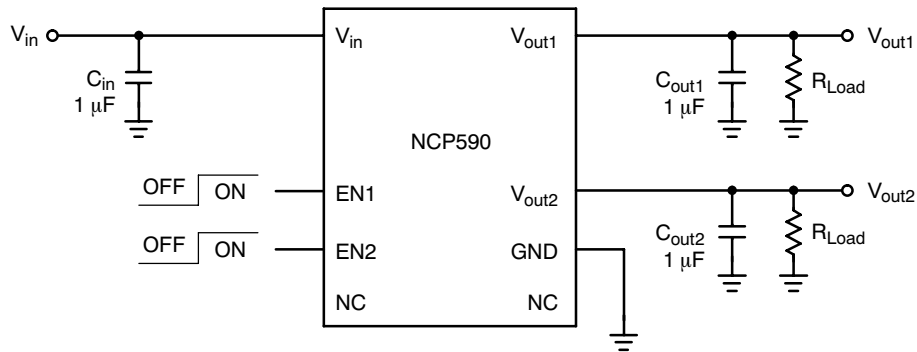 Vin
Cin
1 μF
OFF ON
OFF ON
Vin
EN1
EN2
NC
NCP590
Vout1
Vout2
GND
NC
Cout1
1 μF
RLoad
Vout1
Cout2
1 μF
RLoad
Vout2